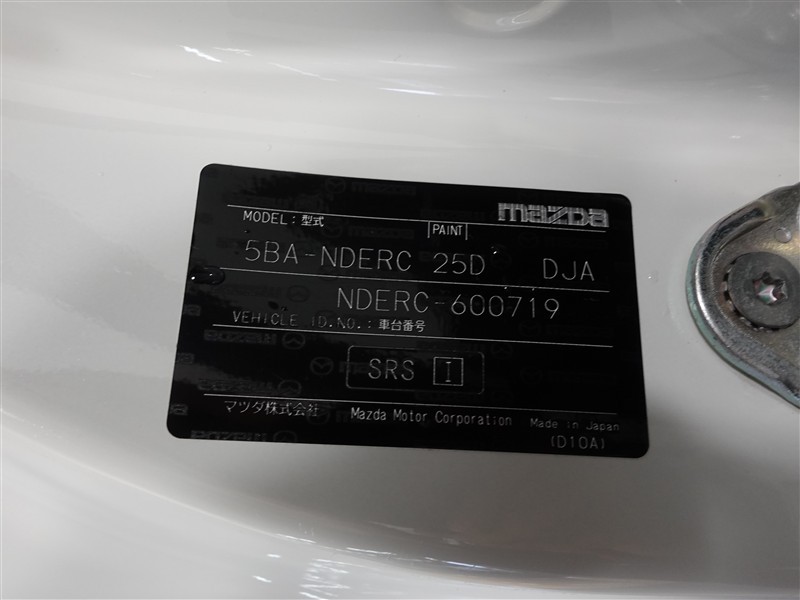 mazda
MODEL：型式 PAINT
5BA-NDERC 25D DJA
NDERC-600719
VEHICLE ID.NO.：車台番号
SRS I
マツダ株式会社 Mazda Motor Corporation Made in Japan
(D10A)